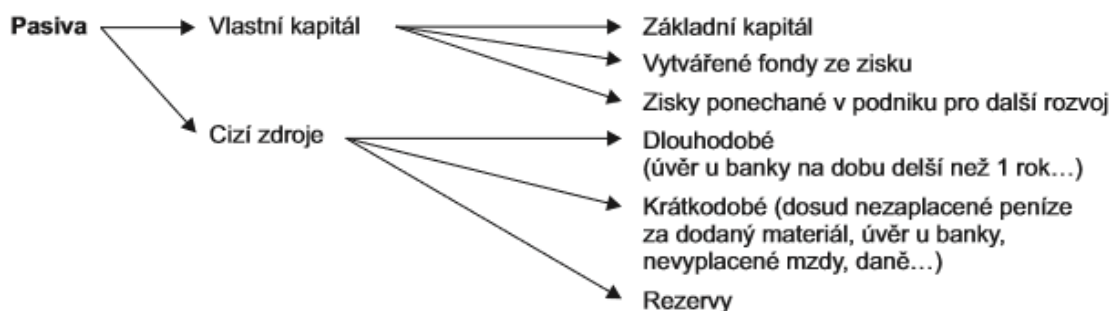 Pasiva Vlastní kapitál Základní kapitál
Vytvářené fondy ze zisku
Zisky ponechané v podniku pro další rozvoj
Cizí zdroje Dlouhodobé
(úvěr u banky na dobu delší než 1 rok…)
Krátkodobé (dosud nezaplacené peníze
za dodaný materiál, úvěr u banky,
nevyplacené mzdy, daně…)
Rezervy